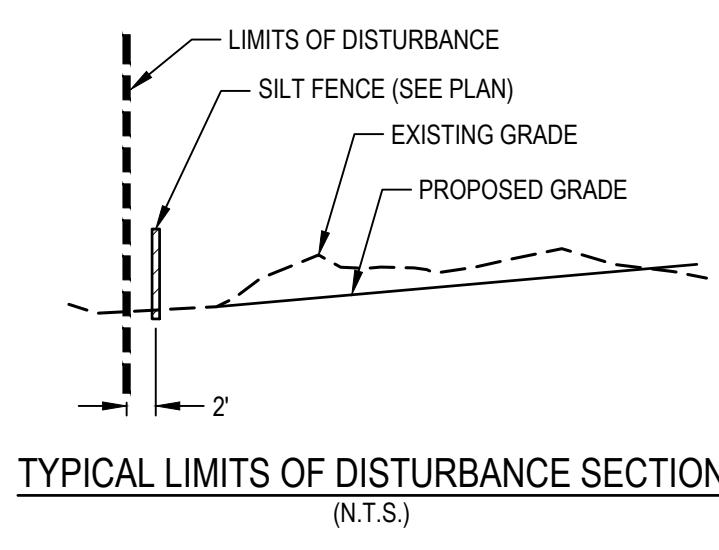 LIMITS OF DISTURBANCE
SILT FENCE (SEE PLAN)
EXISTING GRADE
PROPOSED GRADE
2'
TYPICAL LIMITS OF DISTURBANCE SECTION
(N.T.S.)